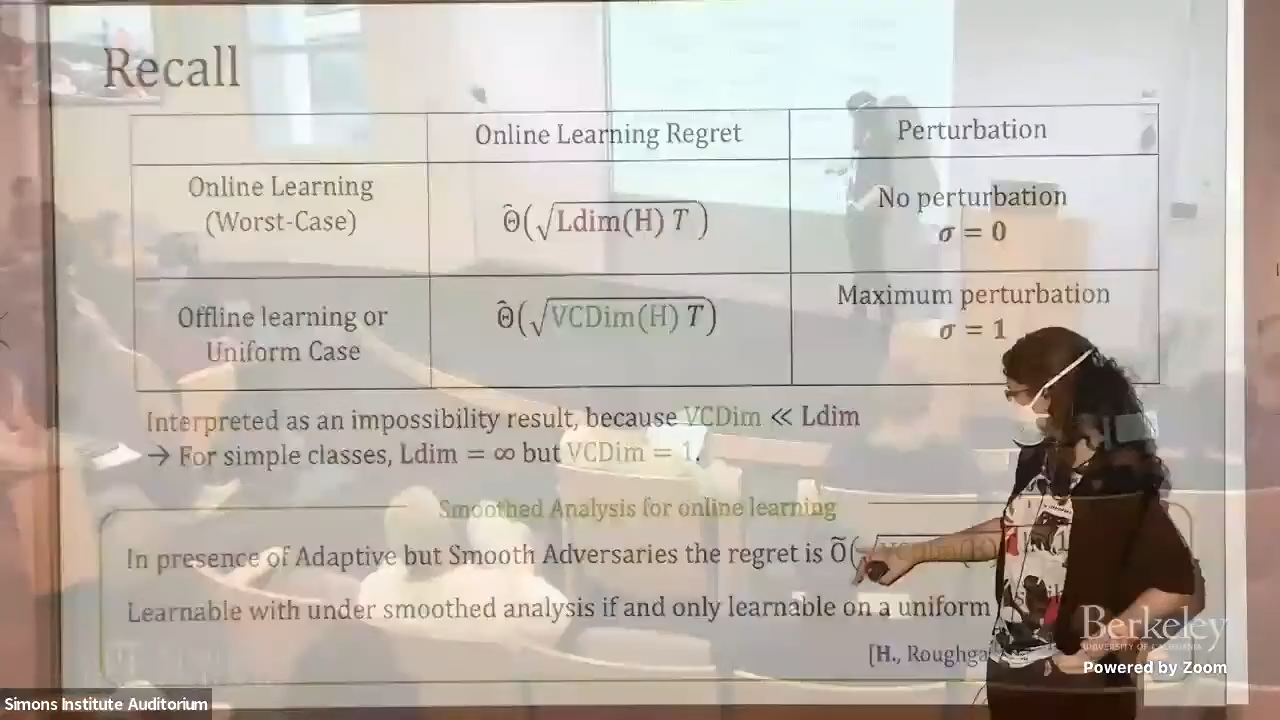 Recall
Online Learning Regret
Perturbation
Online Learning
(Worst-Case)
Θ̃(√Ldim(H) T )
No perturbation
σ = 0
Offline learning or
Uniform Case
Θ̃(√VCDim(H) T)
Maximum perturbation
σ = 1
Interpreted as an impossibility result, because VCDim ≪ Ldim
→ For simple classes, Ldim = ∞ but VCDim = 1.
Smoothed Analysis for online learning
In presence of Adaptive but Smooth Adversaries the regret is Õ(
Learnable with under smoothed analysis if and only learnable on a uniform
[H., Roughga
Berkeley
UNIVERSITY OF CALIFORNIA
Powered by Zoom
Simons Institute Auditorium